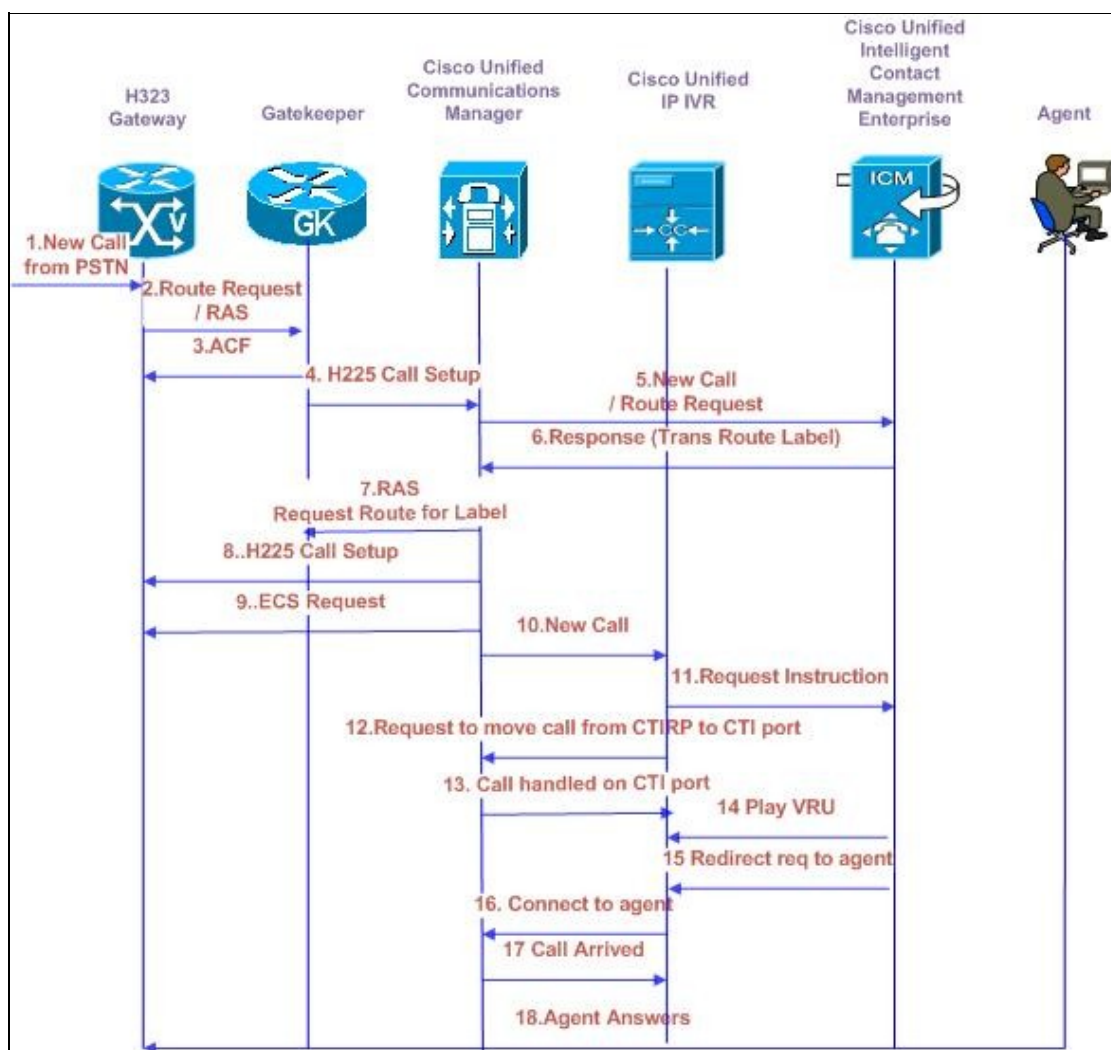 H323
Gateway
Gatekeeper
Cisco Unified
Communications
Manager
Cisco Unified
IP IVR
Cisco Unified
Intelligent
Contact
Management
Enterprise
Agent
V
GK
CC
ICM
1.New Call
from PSTN
2.Route Request
/ RAS
3.ACF
4. H225 Call Setup
5.New Call
/ Route Request
6.Response (Trans Route Label)
7.RAS
Request Route for Label
8..H225 Call Setup
9..ECS Request
10.New Call
11.Request Instruction
12.Request to move call from CTIRP to CTI port
13. Call handled on CTI port
14 Play VRU
15 Redirect req to agent
16. Connect to agent
17 Call Arrived
18.Agent Answers